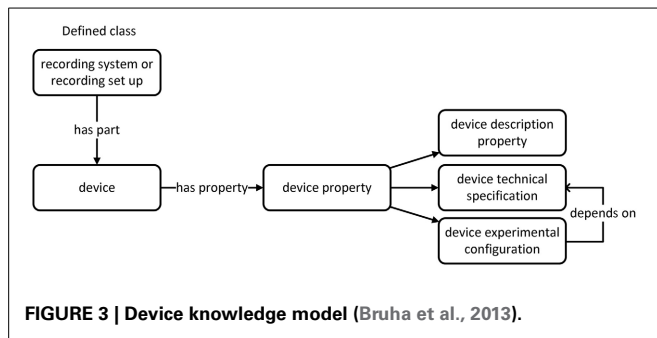 Defined class
recording system or
recording set up
has part
device
has property
device property
device description
property
device technical
specification
depends on
device experimental
configuration
FIGURE 3 | Device knowledge model (Bruha et al., 2013).